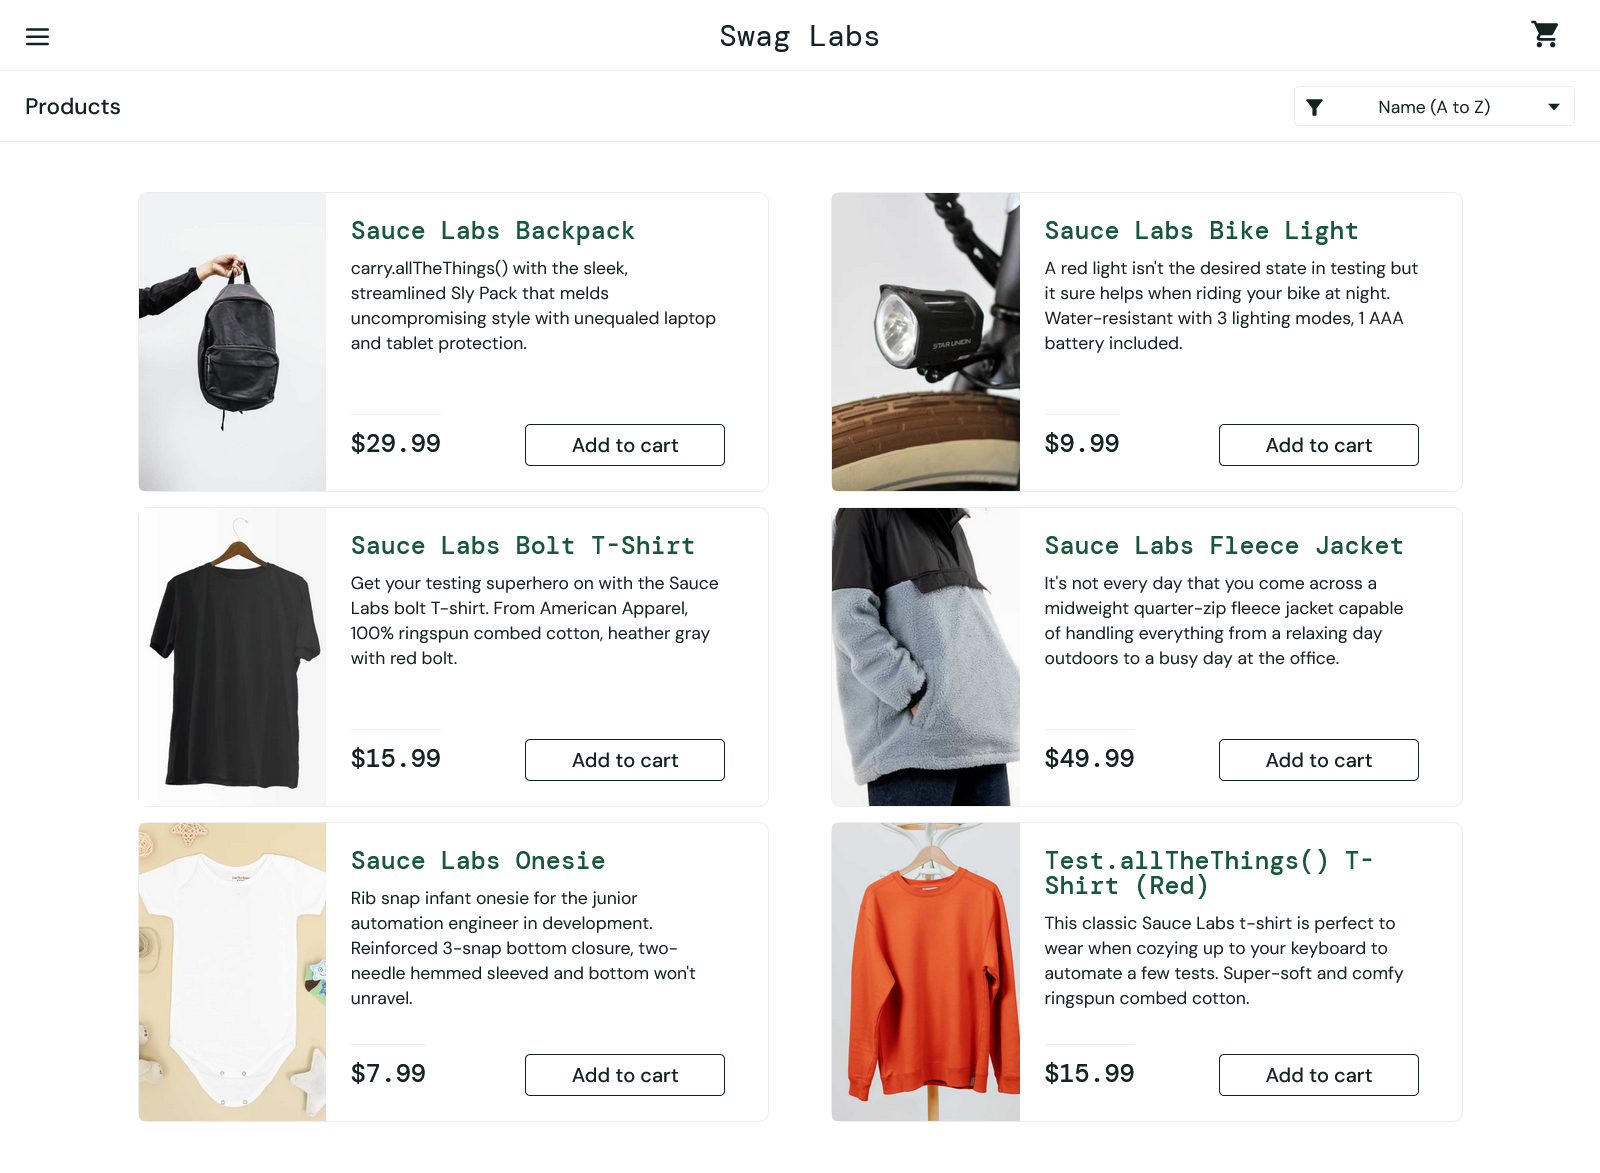 Swag Labs
Products
Name (A to Z)
Sauce Labs Backpack
carry.allTheThings() with the sleek,
streamlined Sly Pack that melds
uncompromising style with unequaled laptop
and tablet protection.
$29.99
Add to cart
Sauce Labs Bike Light
A red light isn't the desired state in testing but
it sure helps when riding your bike at night.
Water-resistant with 3 lighting modes, 1 AAA
battery included.
STAR UNION
$9.99
Add to cart
Sauce Labs Bolt T-Shirt
Get your testing superhero on with the Sauce
Labs bolt T-shirt. From American Apparel,
100% ringspun combed cotton, heather gray
with red bolt.
$15.99
Add to cart
Sauce Labs Fleece Jacket
It's not every day that you come across a
midweight quarter-zip fleece jacket capable
of handling everything from a relaxing day
outdoors to a busy day at the office.
$49.99
Add to cart
Sauce Labs Onesie
Rib snap infant onesie for the junior
automation engineer in development.
Reinforced 3-snap bottom closure, two-
needle hemmed sleeved and bottom won't
unravel.
$7.99
Add to cart
Test.allTheThings() T-
Shirt (Red)
This classic Sauce Labs t-shirt is perfect to
wear when cozying up to your keyboard to
automate a few tests. Super-soft and comfy
ringspun combed cotton.
$15.99
Add to cart